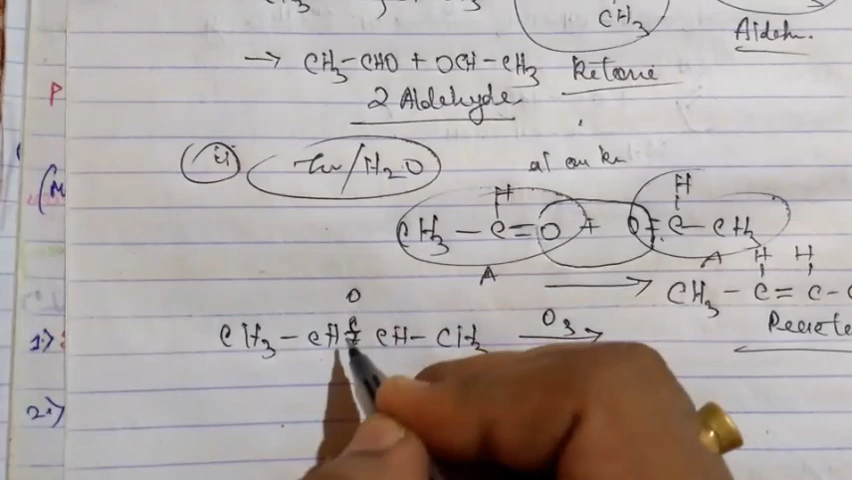 CH3
Aldeh.
→ CH3-CHO + OCH-CH3 Ketone
2 Aldehyde
P
(ii) Zn/H2O
H H
CH3-C=O + O=C-CH3
A A
H H
→ CH3-C=C-C
O
1.) CH3-CH=CH-CH3 O3→
2.)